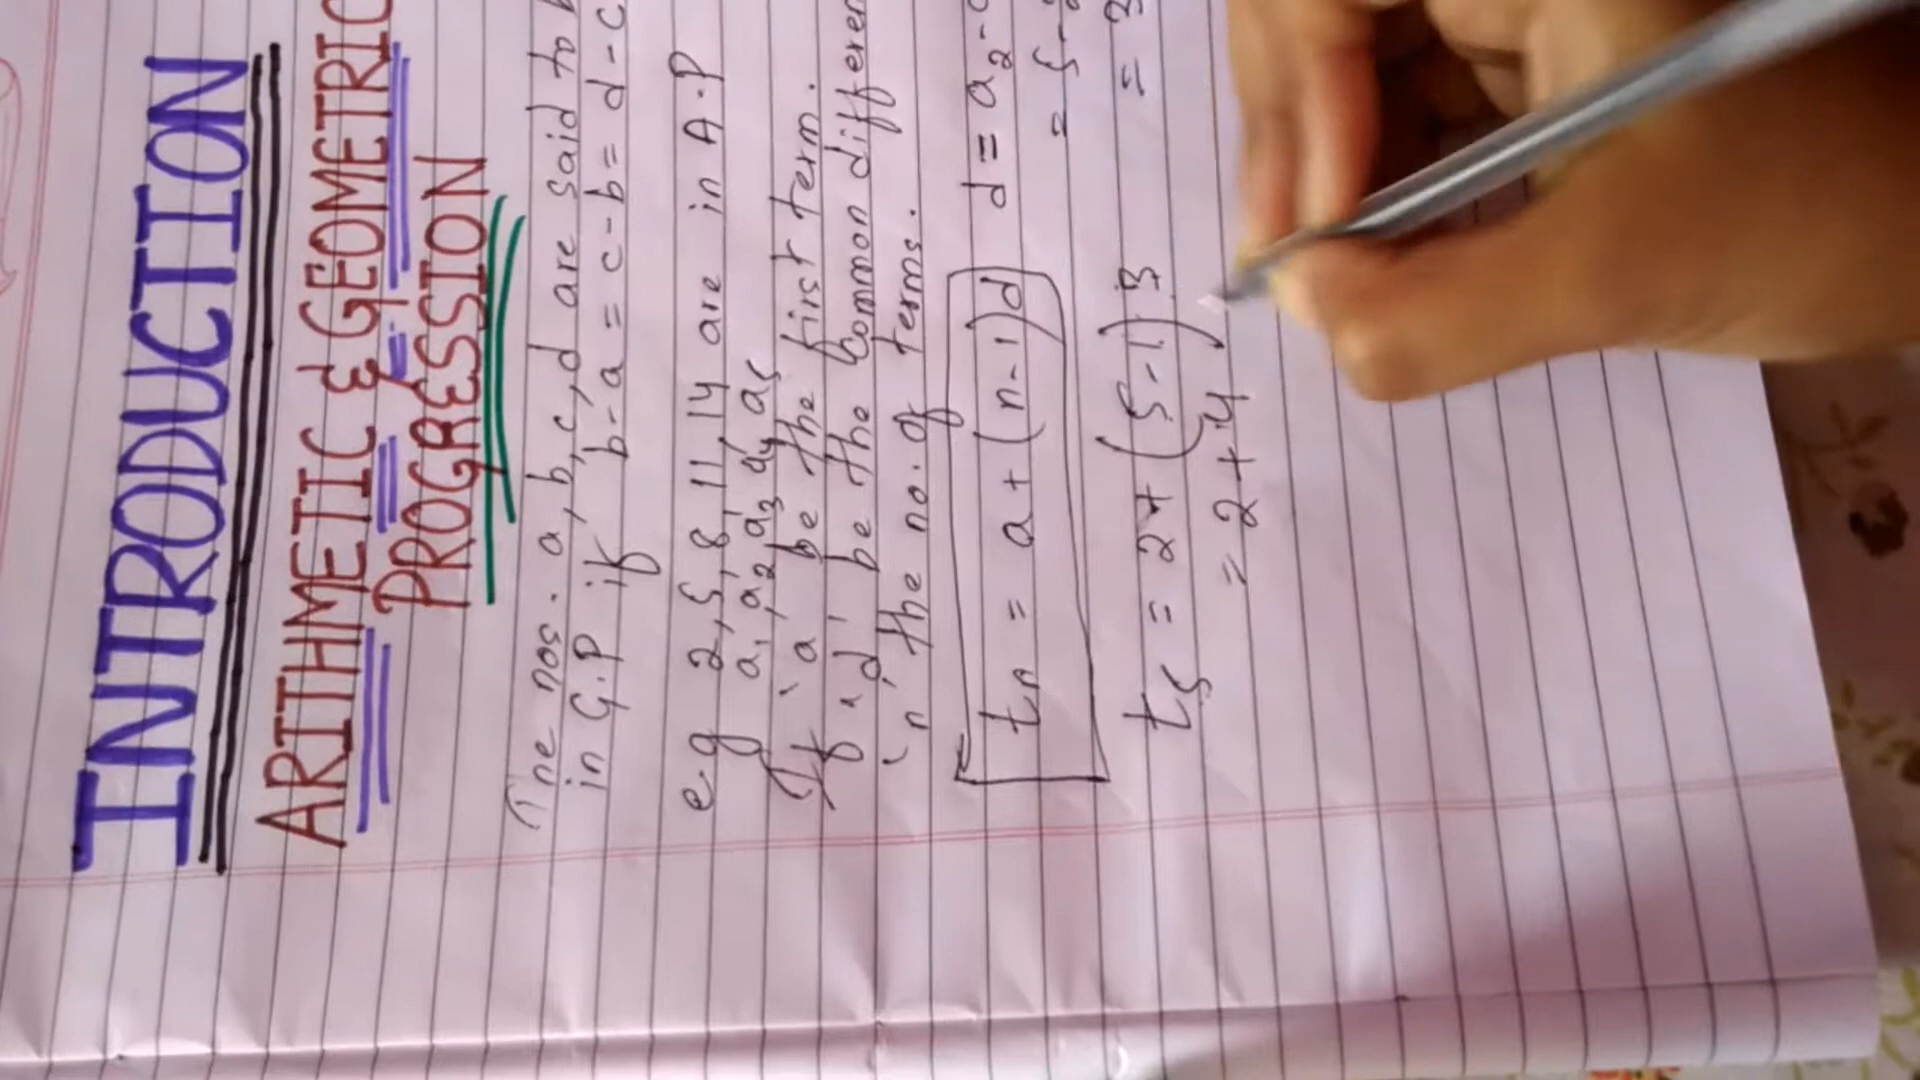 INTRODUCTION
ARITHMETIC & GEOMETRIC
PROGRESSION
The nos. a, b, c, d are said to
in G.P if b-a = c-b = d-c
e.g 2, 5, 8, 11, 14 are in A.P
a₁, a₂, a₃, a₄, a₅
If 'a' be the first term.
'd' be the common
'n' the no. of terms.
tₙ = a + (n-1)d d = a₂-
= 5-
t₅ = 2+ (5-1)3 = 3
= 2+4